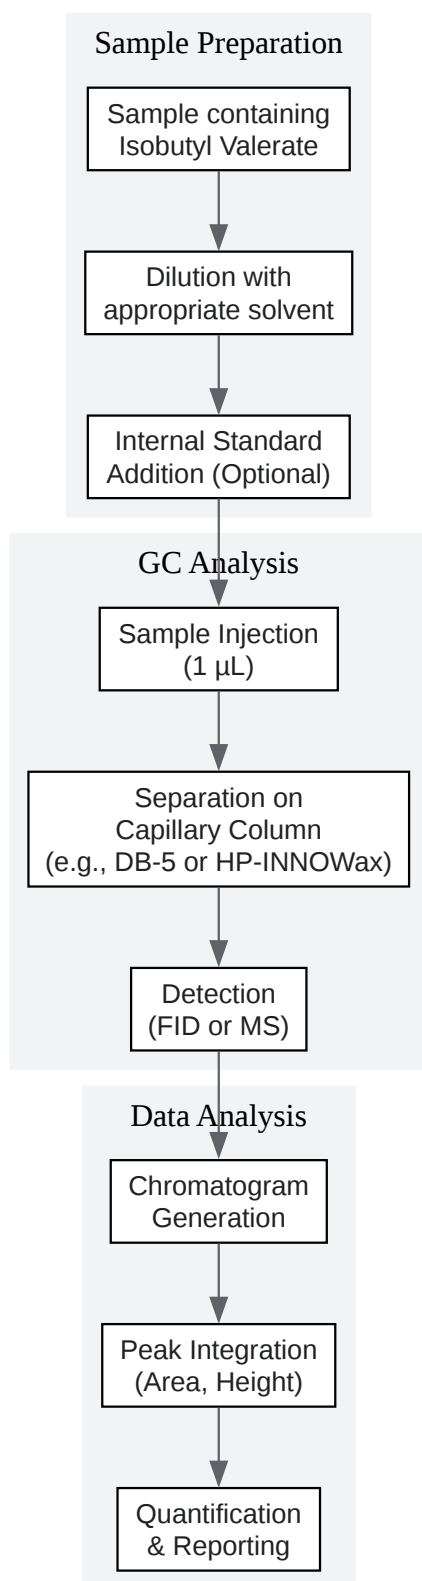 Sample Preparation
Sample containing
Isobutyl Valerate
Dilution with
appropriate solvent
Internal Standard
Addition (Optional)
GC Analysis
Sample Injection
(1 µL)
Separation on
Capillary Column
(e.g., DB-5 or HP-INNOWax)
Detection
(FID or MS)
Data Analysis
Chromatogram
Generation
Peak Integration
(Area, Height)
Quantification
& Reporting